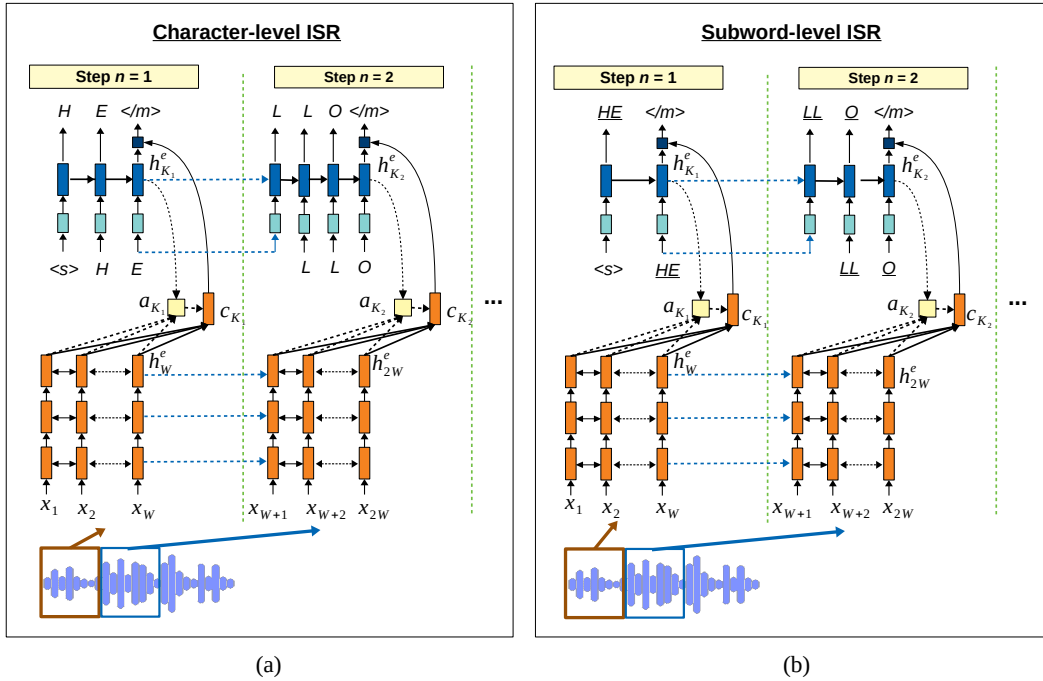 Character-level ISR
Step n = 1
Step n = 2
H E </m>
L L O </m>
h^e_{K_1}
h^e_{K_2}
<s> H E
L L O
a_{K_1} c_{K_1}
a_{K_2} c_{K_2}
...
h^e_W
h^e_{2W}
x_1 x_2 x_W
x_{W+1} x_{W+2} x_{2W}
(a)
Subword-level ISR
Step n = 1
Step n = 2
HE </m>
LL O </m>
h^e_{K_1}
h^e_{K_2}
<s> HE
LL O
a_{K_1} c_{K_1}
a_{K_2} c_{K_2}
...
h^e_W
h^e_{2W}
x_1 x_2 x_W
x_{W+1} x_{W+2} x_{2W}
(b)